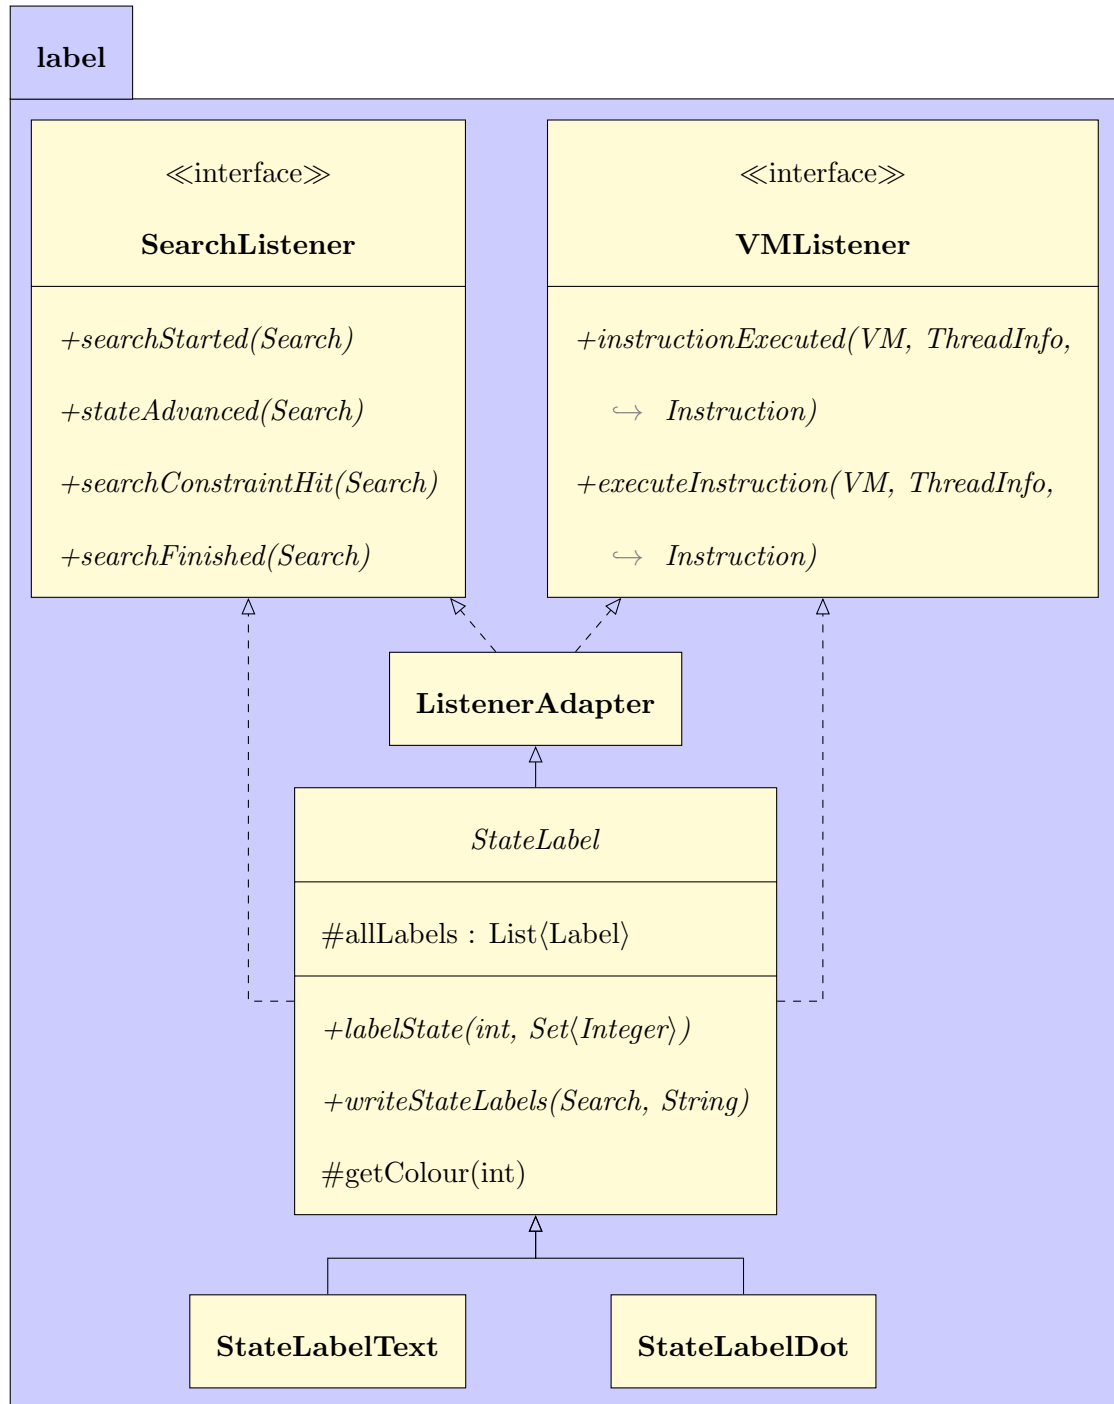 label
≪interface≫
SearchListener
+searchStarted(Search)
+stateAdvanced(Search)
+searchConstraintHit(Search)
+searchFinished(Search)
≪interface≫
VMListener
+instructionExecuted(VM, ThreadInfo,
↪ Instruction)
+executeInstruction(VM, ThreadInfo,
↪ Instruction)
ListenerAdapter
StateLabel
#allLabels : List⟨Label⟩
+labelState(int, Set⟨Integer⟩)
+writeStateLabels(Search, String)
#getColour(int)
StateLabelText
StateLabelDot